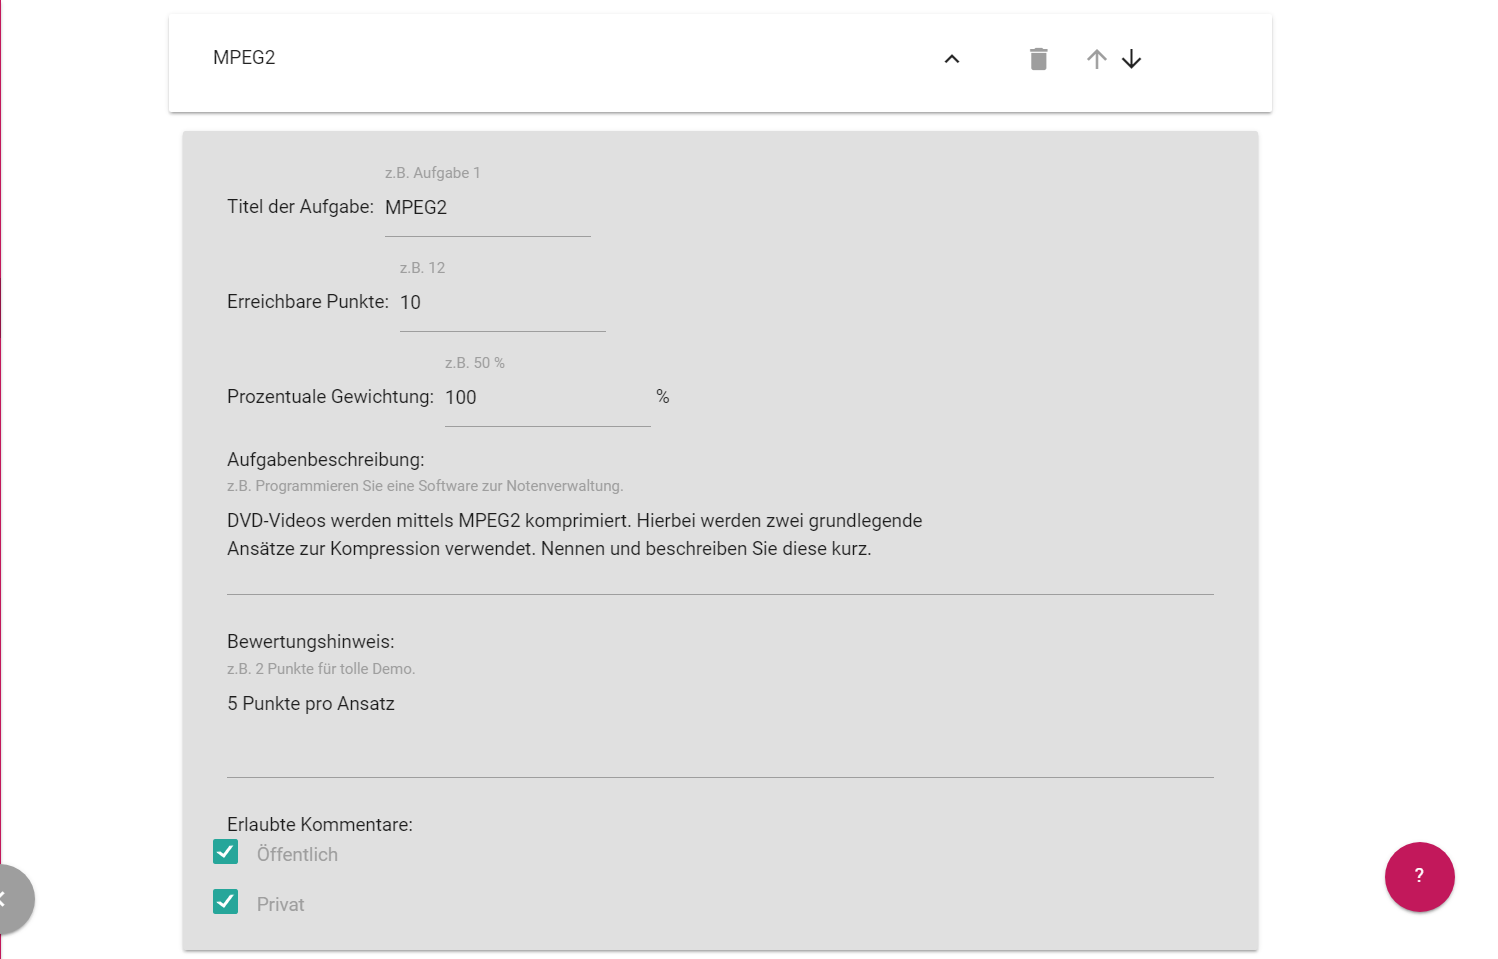 MPEG2
z.B. Aufgabe 1
Titel der Aufgabe: MPEG2
z.B. 12
Erreichbare Punkte: 10
z.B. 50 %
Prozentuale Gewichtung: 100 %
Aufgabenbeschreibung:
z.B. Programmieren Sie eine Software zur Notenverwaltung.
DVD-Videos werden mittels MPEG2 komprimiert. Hierbei werden zwei grundlegende
Ansätze zur Kompression verwendet. Nennen und beschreiben Sie diese kurz.
Bewertungshinweis:
z.B. 2 Punkte für tolle Demo.
5 Punkte pro Ansatz
Erlaubte Kommentare:
Öffentlich
Privat
?